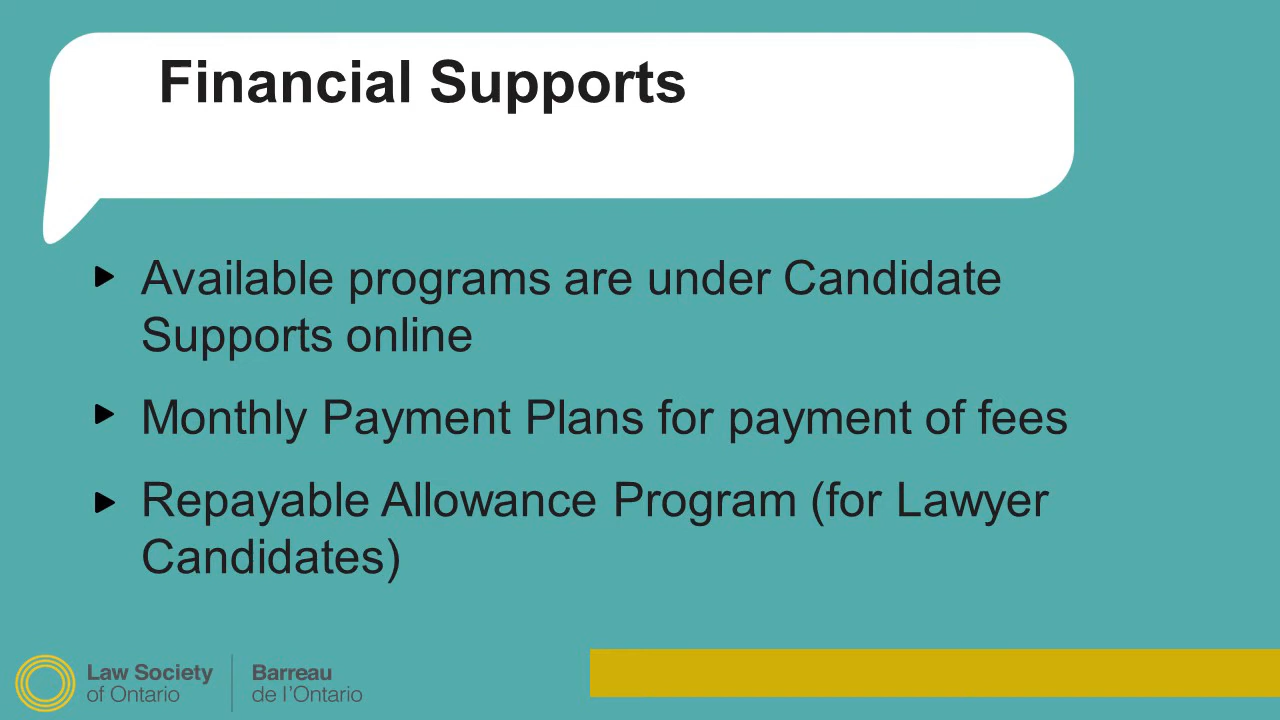 Financial Supports
Available programs are under Candidate
Supports online
Monthly Payment Plans for payment of fees
Repayable Allowance Program (for Lawyer
Candidates)
Law Society
of Ontario
Barreau
de l'Ontario